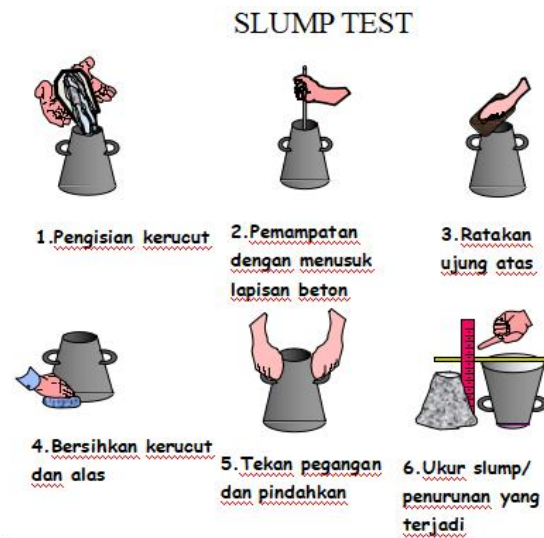 SLUMP TEST
1.Pengisian kerucut
2.Pemampatan
dengan menusuk
lapisan beton
3.Ratakan
ujung atas
4.Bersihkan kerucut
dan alas
5.Tekan pegangan
dan pindahkan
6.Ukur slump/
penurunan yang
terjadi